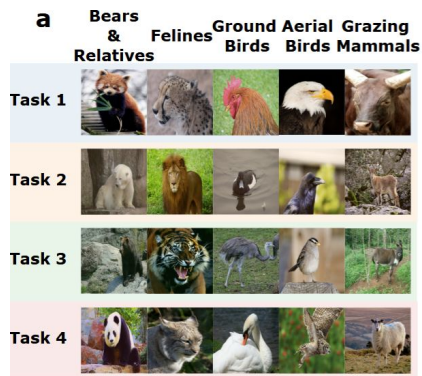 a
Bears
&
Relatives
Felines
Ground
Birds
Aerial
Birds
Grazing
Mammals
Task 1
Task 2
Task 3
Task 4